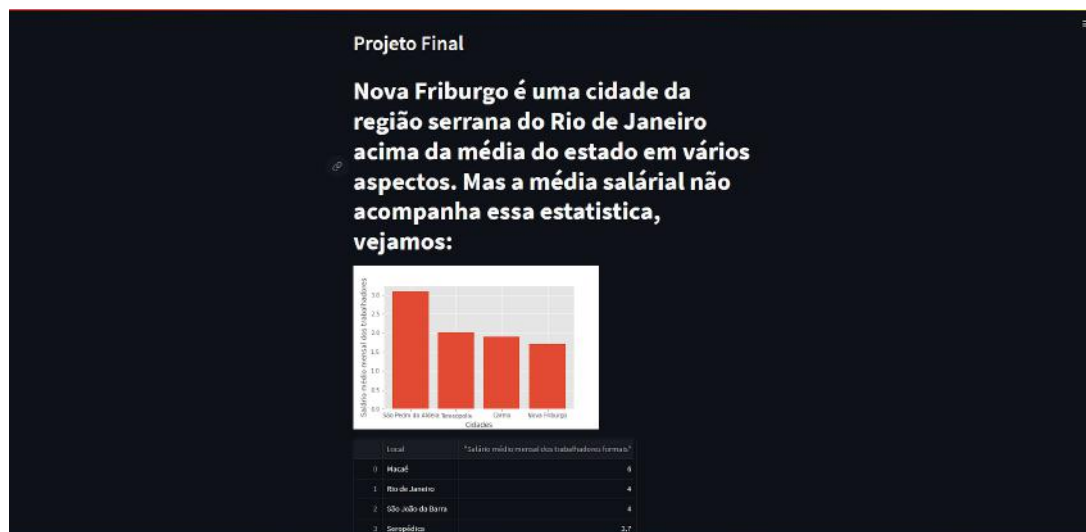 Projeto Final
Nova Friburgo é uma cidade da
região serrana do Rio de Janeiro
acima da média do estado em vários
aspectos. Mas a média salárial não
acompanha essa estatistica,
vejamos:
Salário médio mensal dos trabalhadores
3.0
2.5
2.0
1.5
1.0
0.5
0.0
São Pedro da Aldeia Teresópolis Carmo Nova Friburgo
Cidades
Local "Salário médio mensal dos trabalhadores formais"
0 Macaé 6
1 Rio de Janeiro 4
2 São João da Barra 4
3 Seropédica 3.7